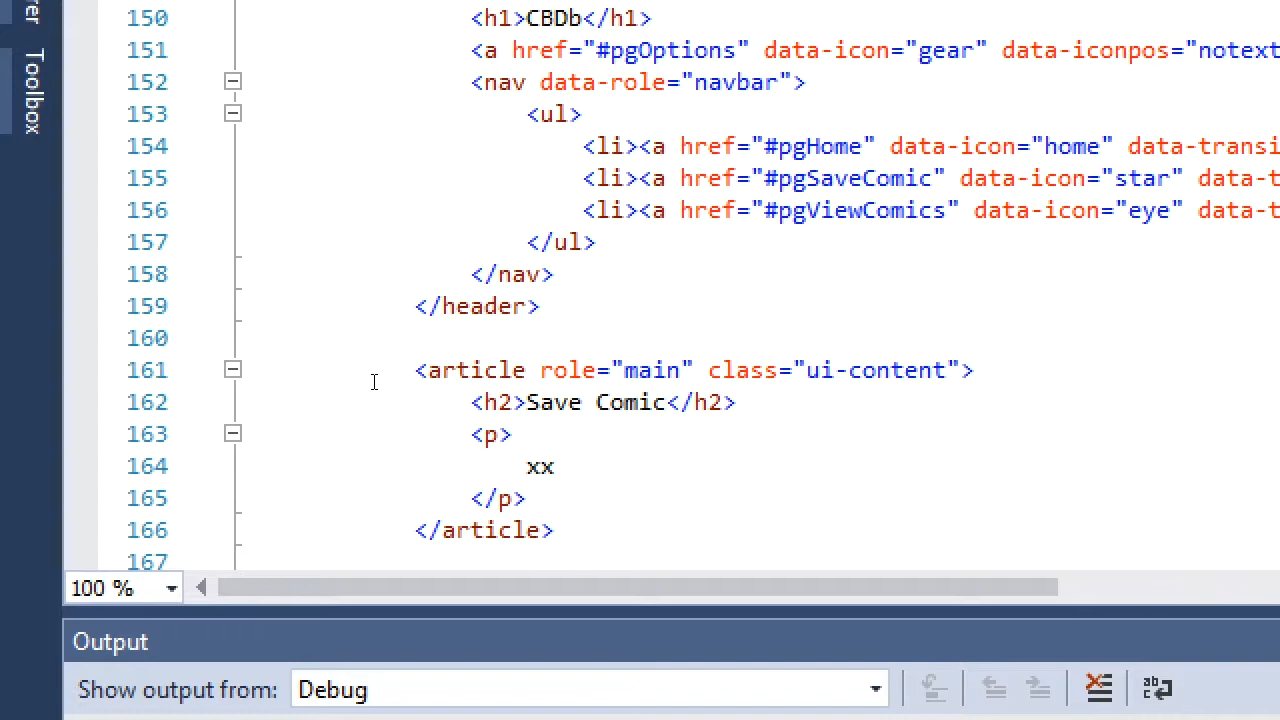 er
Toolbox
150 <h1>CBDb</h1>
151 <a href="#pgOptions" data-icon="gear" data-iconpos="notext
152 <nav data-role="navbar">
153 <ul>
154 <li><a href="#pgHome" data-icon="home" data-transi
155 <li><a href="#pgSaveComic" data-icon="star" data-t
156 <li><a href="#pgViewComics" data-icon="eye" data-t
157 </ul>
158 </nav>
159 </header>
160
161 <article role="main" class="ui-content">
162 <h2>Save Comic</h2>
163 <p>
164 xx
165 </p>
166 </article>
167
100 %
Output
Show output from: Debug